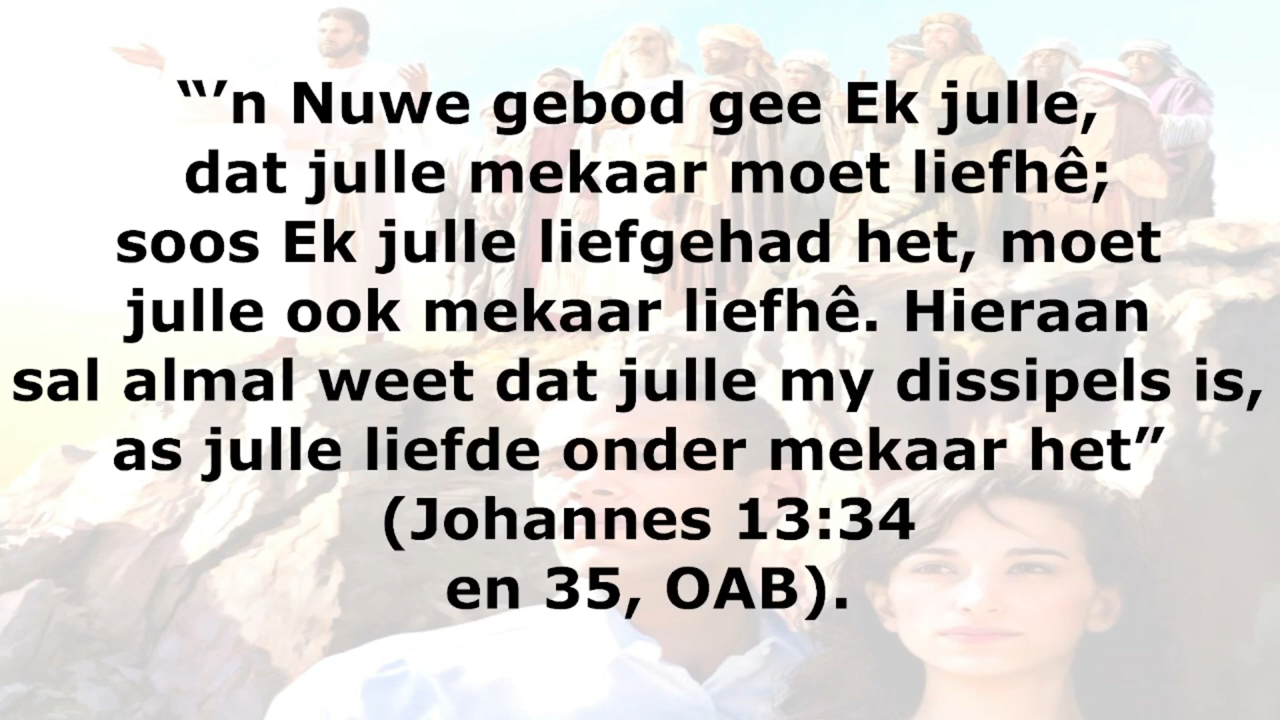 “’n Nuwe gebod gee Ek julle,
dat julle mekaar moet liefhê;
soos Ek julle liefgehad het, moet
julle ook mekaar liefhê. Hieraan
sal almal weet dat julle my dissipels is,
as julle liefde onder mekaar het”
(Johannes 13:34
en 35, OAB).